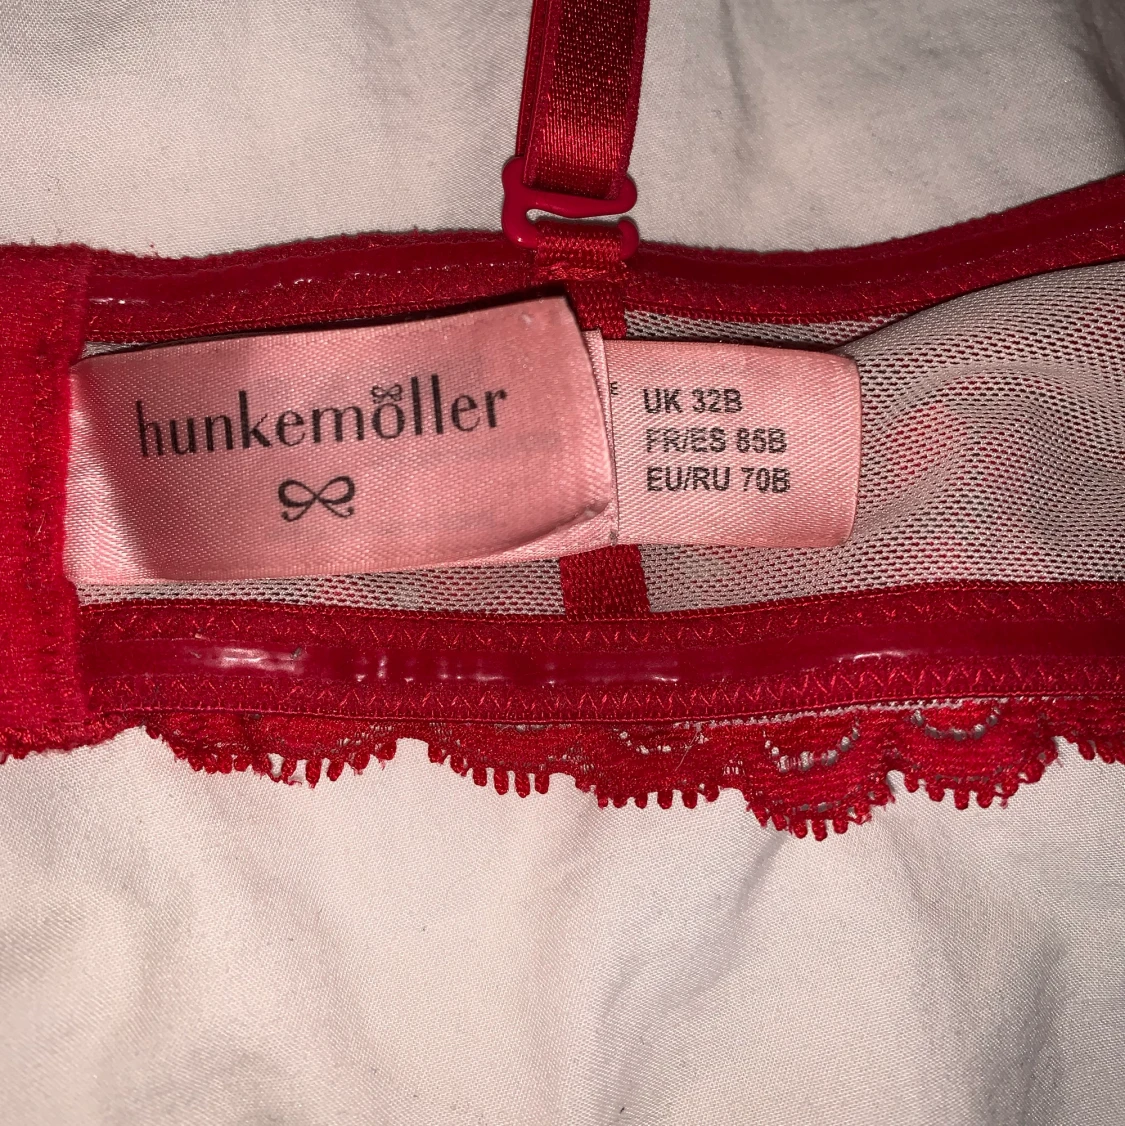 hunkemöller
UK 32B
FR/ES 85B
EU/RU 70B